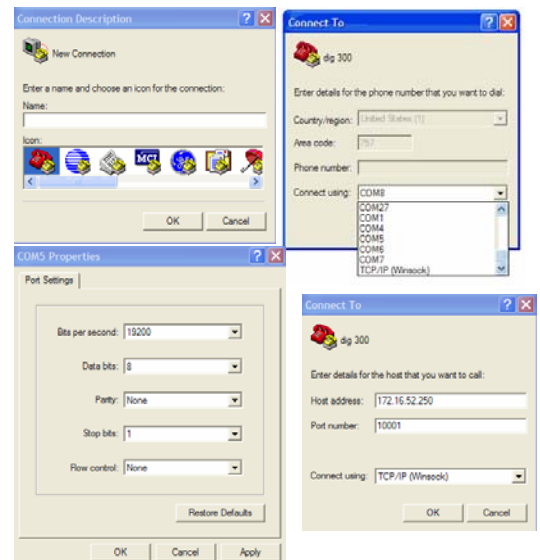 Connection Description
New Connection
Enter a name and choose an icon for the connection:
Name:
Icon:
MCI
OK Cancel
Connect To
dig 300
Enter details for the phone number that you want to dial:
Country/region: United States (1)
Area code: 757
Phone number:
Connect using: COM8
COM27
COM1
COM4
COM5
COM6
COM7
TCP/IP (Winsock)
COM5 Properties
Port Settings
Bits per second: 19200
Data bits: 8
Parity: None
Stop bits: 1
Flow control: None
Restore Defaults
OK Cancel Apply
Connect To
dig 300
Enter details for the host that you want to call:
Host address: 172.16.52.250
Port number: 10001
Connect using: TCP/IP (Winsock)
OK Cancel